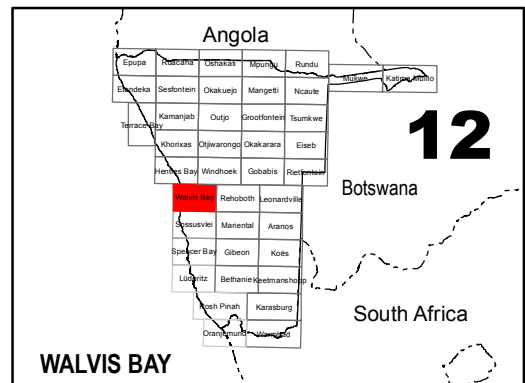 Angola
Epupa Ruacana Oshakati Mpungu Rundu
Mukwe Katima Mulilo
Etendeka Sesfontein Okakuejo Mangetti Ncaute
12
Terrace Bay Kamanjab Outjo Grootfontein Tsumkwe
Khorixas Otjiwarongo Okakarara Eiseb
Henties Bay Windhoek Gobabis Rietfontein
Botswana
Walvis Bay Rehoboth Leonardville
Sossusvlei Mariental Aranos
Spencer Bay Gibeon Koës
Lüderitz Bethanie Keetmanshoop
Rosh Pinah Karasburg
South Africa
Oranjemund Warmbad
WALVIS BAY